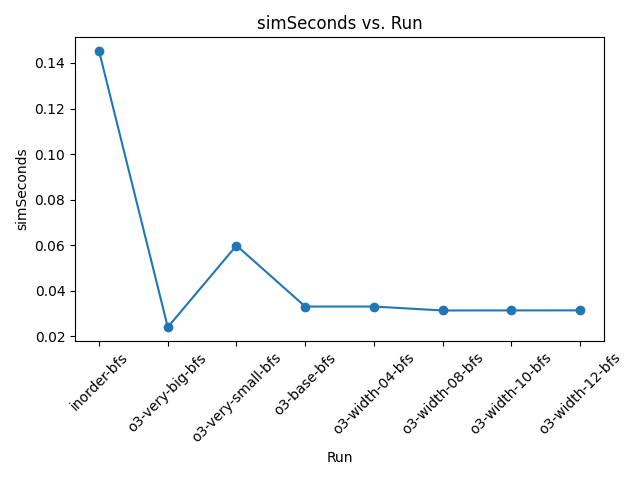 simSeconds vs. Run
simSeconds
0.14
0.12
0.10
0.08
0.06
0.04
0.02
inorder-bfs
o3-very-big-bfs
o3-very-small-bfs
o3-base-bfs
o3-width-04-bfs
o3-width-08-bfs
o3-width-10-bfs
o3-width-12-bfs
Run